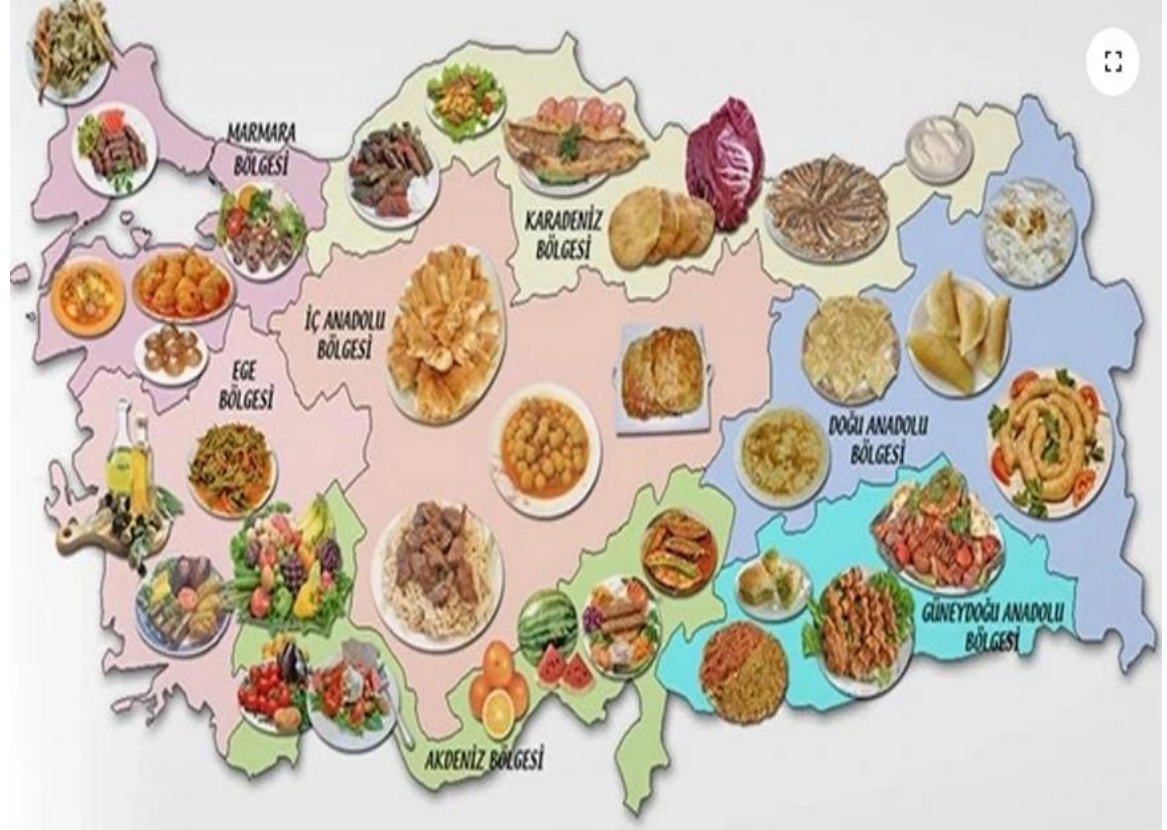 MARMARA
BÖLGESİ
KARADENİZ
BÖLGESİ
İÇ ANADOLU
BÖLGESİ
EGE
BÖLGESİ
DOĞU ANADOLU
BÖLGESİ
GÜNEYDOĞU ANADOLU
BÖLGESİ
AKDENİZ BÖLGESİ